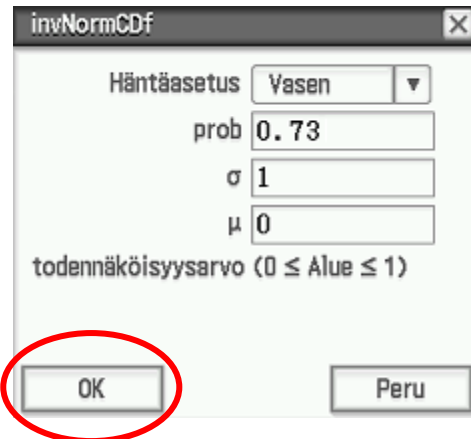 invNormCDf
Häntäasetus Vasen
prob 0.73
σ 1
μ 0
todennäköisyysarvo (0 ≤ Alue ≤ 1)
OK Peru